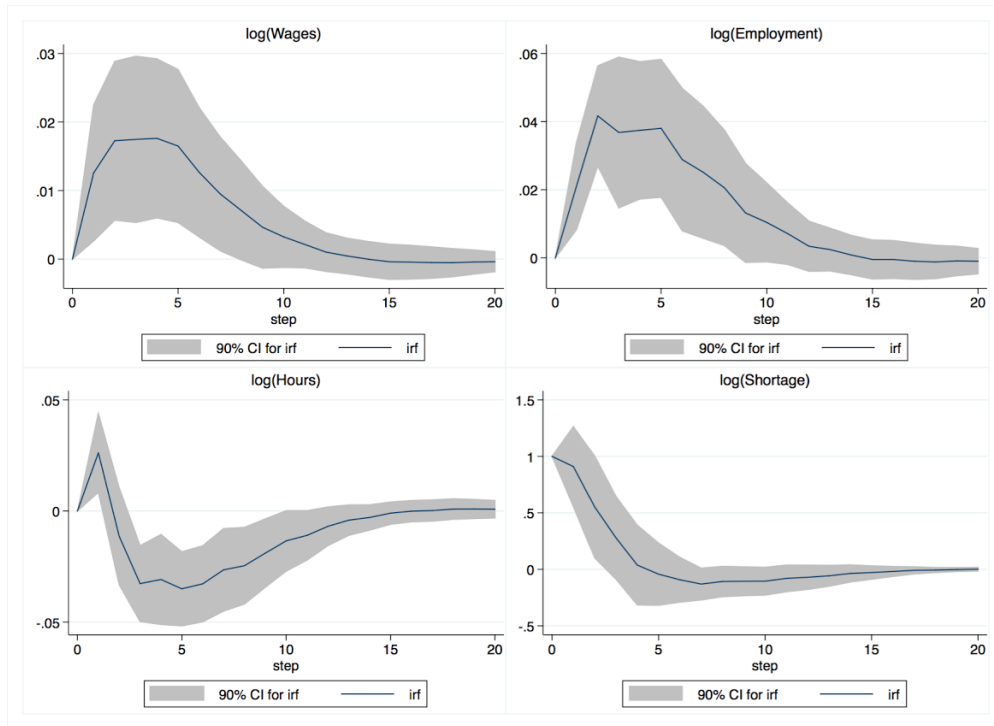 log(Wages)
.03
.02
.01
0
0 5 10 15 20
step
90% CI for irf irf
log(Employment)
.06
.04
.02
0
0 5 10 15 20
step
90% CI for irf irf
log(Hours)
.05
0
-.05
0 5 10 15 20
step
90% CI for irf irf
log(Shortage)
1.5
1
.5
0
-.5
0 5 10 15 20
step
90% CI for irf irf